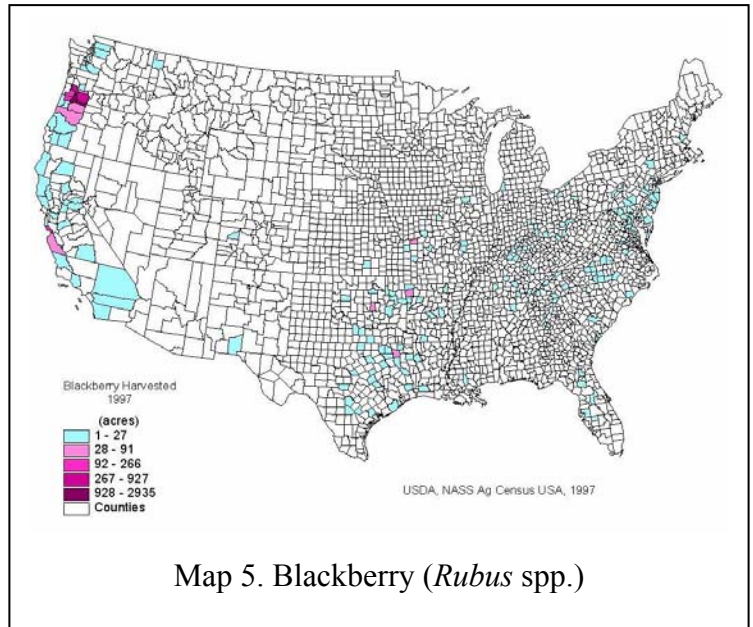 Blackberry Harvested
1997
(acres)
1 - 27
28 - 91
92 - 266
267 - 927
928 - 2935
Counties
USDA, NASS Ag Census USA, 1997
Map 5. Blackberry (Rubus spp.)